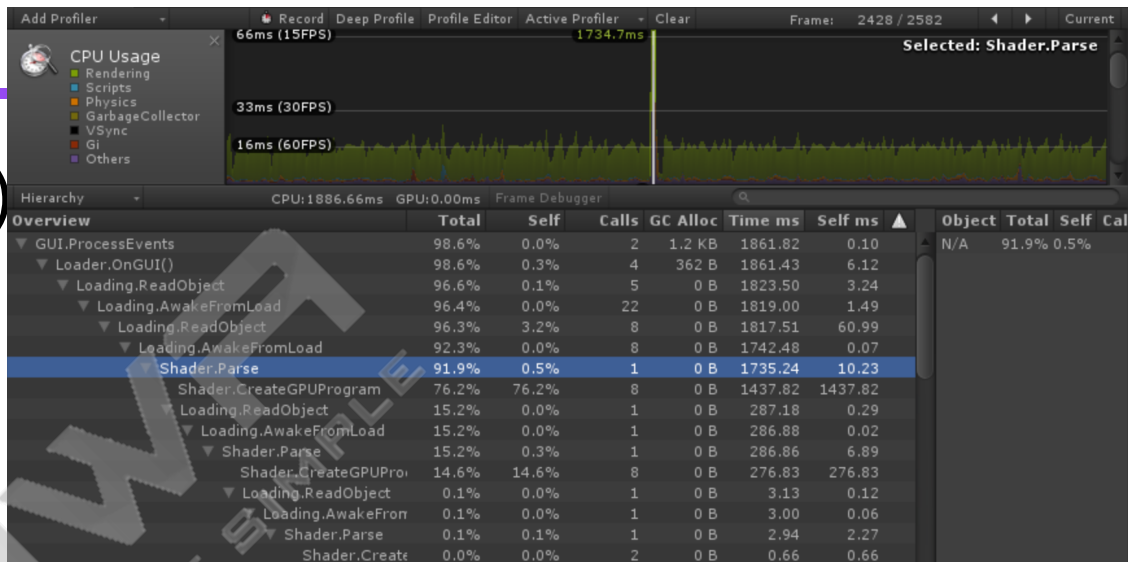 Add Profiler Record Deep Profile Profile Editor Active Profiler Clear Frame: 2428 / 2582 Current
66ms (15FPS) 1734.7ms Selected: Shader.Parse
CPU Usage
Rendering
Scripts
Physics
GarbageCollector
VSync
Gi
Others
33ms (30FPS)
16ms (60FPS)
Hierarchy CPU:1886.66ms GPU:0.00ms Frame Debugger
Overview Total Self Calls GC Alloc Time ms Self ms Object Total Self Cal
GUI.ProcessEvents 98.6% 0.0% 2 1.2 KB 1861.82 0.10 N/A 91.9% 0.5%
Loader.OnGUI() 98.6% 0.3% 4 362 B 1861.43 6.12
Loading.ReadObject 96.6% 0.1% 5 0 B 1823.50 3.24
Loading.AwakeFromLoad 96.4% 0.0% 22 0 B 1819.00 1.49
Loading.ReadObject 96.3% 3.2% 8 0 B 1817.51 60.99
Loading.AwakeFromLoad 92.3% 0.0% 8 0 B 1742.48 0.07
Shader.Parse 91.9% 0.5% 1 0 B 1735.24 10.23
Shader.CreateGPUProgram 76.2% 76.2% 8 0 B 1437.82 1437.82
Loading.ReadObject 15.2% 0.0% 1 0 B 287.18 0.29
Loading.AwakeFromLoad 15.2% 0.0% 1 0 B 286.88 0.02
Shader.Parse 15.2% 0.3% 1 0 B 286.86 6.89
Shader.CreateGPUPro 14.6% 14.6% 8 0 B 276.83 276.83
Loading.ReadObject 0.1% 0.0% 1 0 B 3.13 0.12
Loading.AwakeFrom 0.1% 0.0% 1 0 B 3.00 0.06
Shader.Parse 0.1% 0.1% 1 0 B 2.94 2.27
Shader.Create 0.0% 0.0% 2 0 B 0.66 0.66
SIMPLE